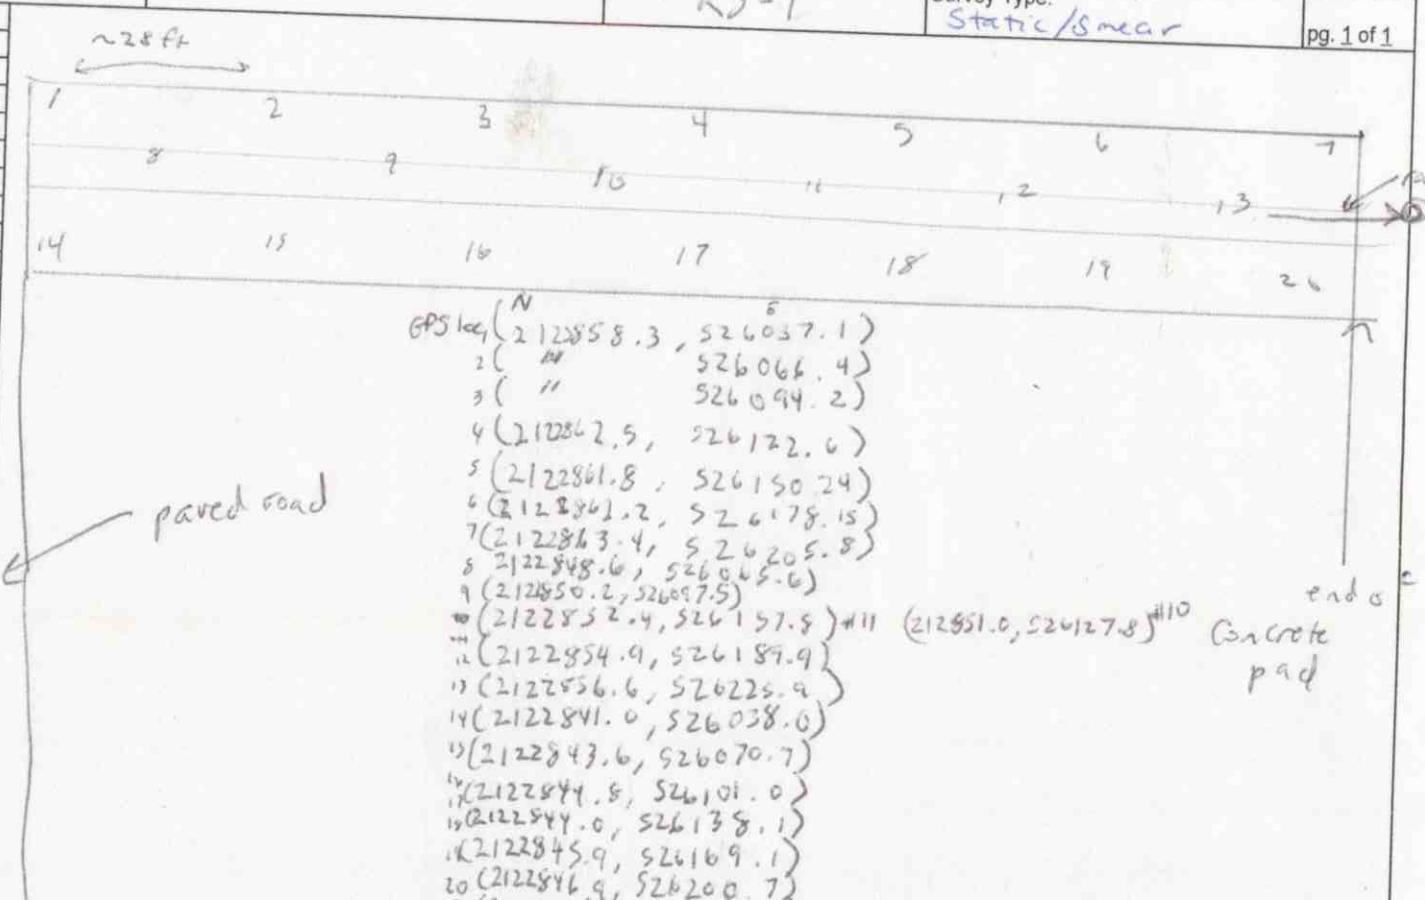 Static/Smear
pg. 1 of 1
~28 ft
1 2 3 4 5 6 7
8 9 10 11 12 13
14 15 16 17 18 19 20
N E
GPS loc 1 (2122858.3, 526037.1)
2 ( " 526066.4)
3 ( " 526094.2)
4 (2122862.5, 526122.6)
5 (2122861.8, 526150.24)
6 (2122862.2, 526178.15)
7 (2122863.4, 526205.8)
8 2122848.6, 526065.6)
9 (212850.2, 526097.5)
(2122852.4, 526157.8) #11 (212851.0, 526127.8) #10
12 (2122854.9, 526189.9)
13 (2122856.6, 526225.9)
14 (2122841.0, 526038.0)
15 (2122843.6, 526070.7)
(2122844.8, 526101.0)
(2122844.0, 526138.1)
(2122845.9, 526169.1)
20 (2122846.9, 526200.7)
paved road
end of
Concrete
pad